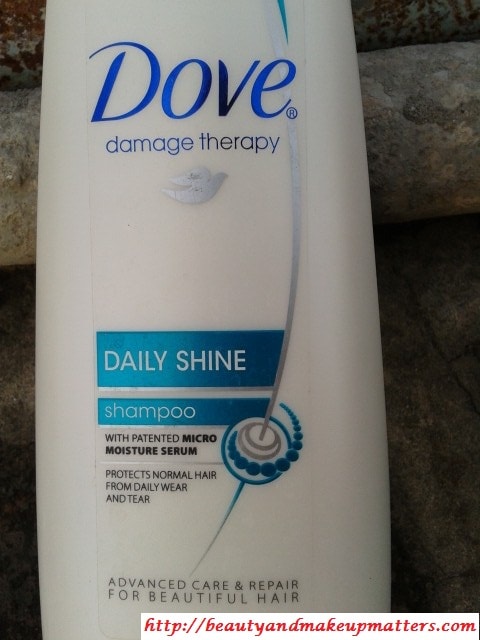 Dove®
damage therapy
DAILY SHINE
shampoo
WITH PATENTED MICRO
MOISTURE SERUM
PROTECTS NORMAL HAIR
FROM DAILY WEAR
AND TEAR
ADVANCED CARE & REPAIR
FOR BEAUTIFUL HAIR
http://beautyandmakeupmatters.com/